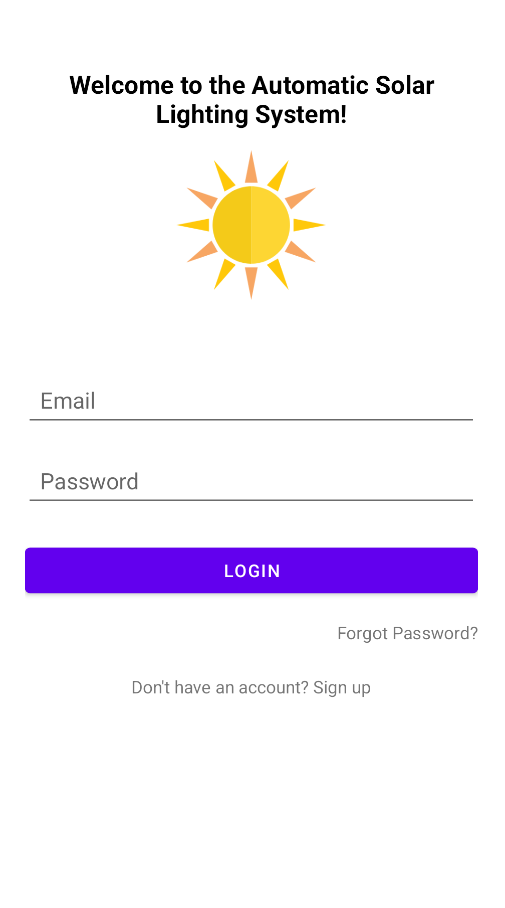 Welcome to the Automatic Solar
Lighting System!
Email
Password
LOGIN
Forgot Password?
Don't have an account? Sign up